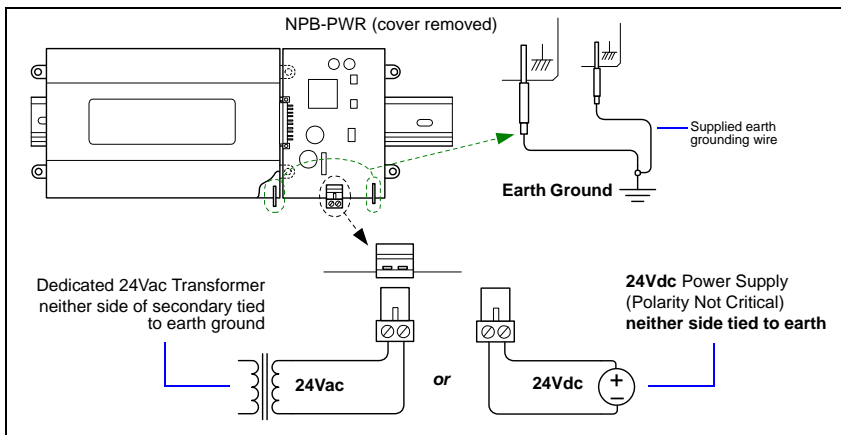 NPB-PWR (cover removed)
Supplied earth
grounding wire
Earth Ground
Dedicated 24Vac Transformer
neither side of secondary tied
to earth ground
24Vdc Power Supply
(Polarity Not Critical)
neither side tied to earth
24Vac
or
24Vdc
+
−